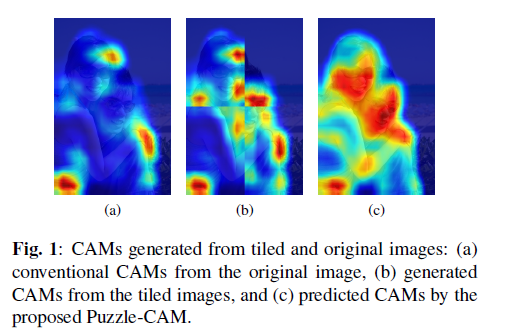 (a)
(b)
(c)
Fig. 1: CAMs generated from tiled and original images: (a)
conventional CAMs from the original image, (b) generated
CAMs from the tiled images, and (c) predicted CAMs by the
proposed Puzzle-CAM.